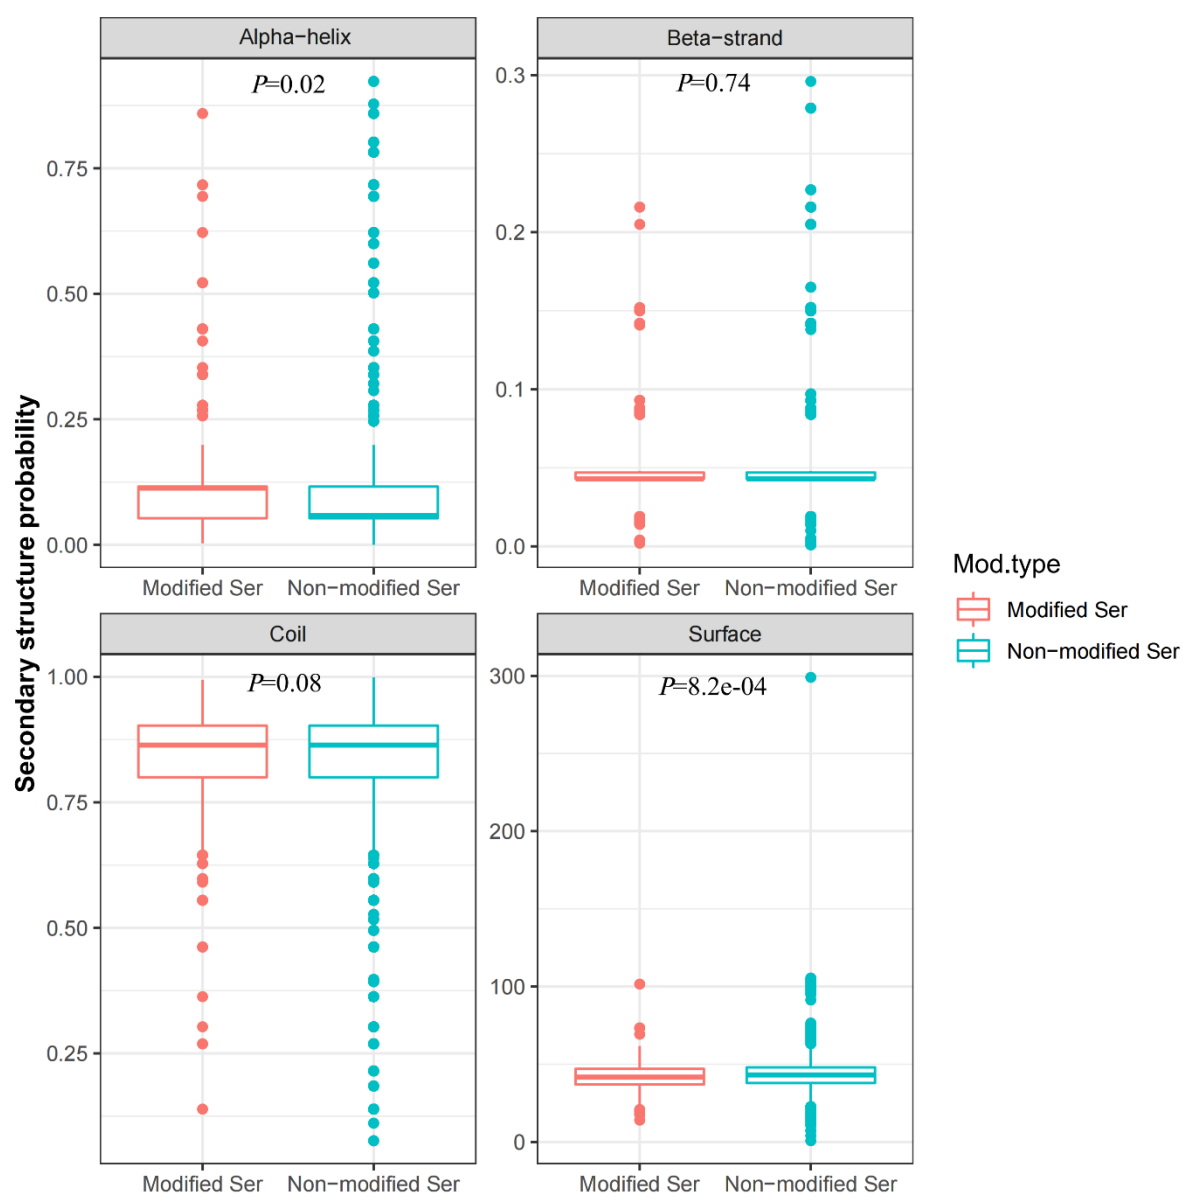 Alpha−helix
Beta−strand
P=0.02
P=0.74
0.75
0.50
0.25
0.00
0.3
0.2
0.1
0.0
Modified Ser
Non−modified Ser
Modified Ser
Non−modified Ser
Secondary structure probability
Coil
Surface
P=0.08
P=8.2e-04
1.00
0.75
0.50
0.25
300
200
100
0
Modified Ser
Non−modified Ser
Modified Ser
Non−modified Ser
Mod.type
Modified Ser
Non−modified Ser